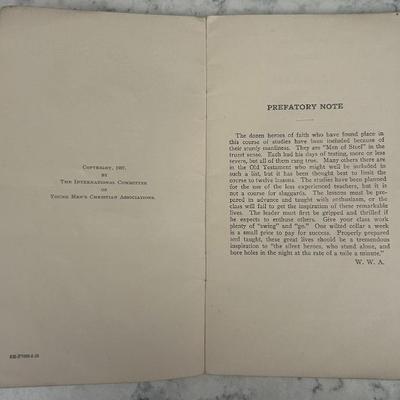 Copyright, 1907,
BY
The International Committee
OF
Young Men's Christian Associations.
PREFATORY NOTE
The dozen heroes of faith who have found place in
this course of studies have been included because of
their sturdy manliness. They are "Men of Steel" in the
truest sense. Each had his days of testing, more or less
severe, but all of them rang true. Many others there are
in the Old Testament who might well be included in
such a list, but it has been thought best to limit the
course to twelve lessons. The studies have been planned
for the use of the less experienced teachers, but it is
not a course for sluggards. The lessons must be pre-
pared in advance and taught with enthusiasm, or the
class will fail to get the inspiration of these remarkable
lives. The leader must first be gripped and thrilled if
he expects to enthuse others. Give your class work
plenty of "swing" and "go." One wilted collar a week
is a small price to pay for success. Properly prepared
and taught, these great lives should be a tremendous
inspiration to "the silent heroes, who stand alone, and
bore holes in the night at the rate of a mile a minute."
W. W. A.